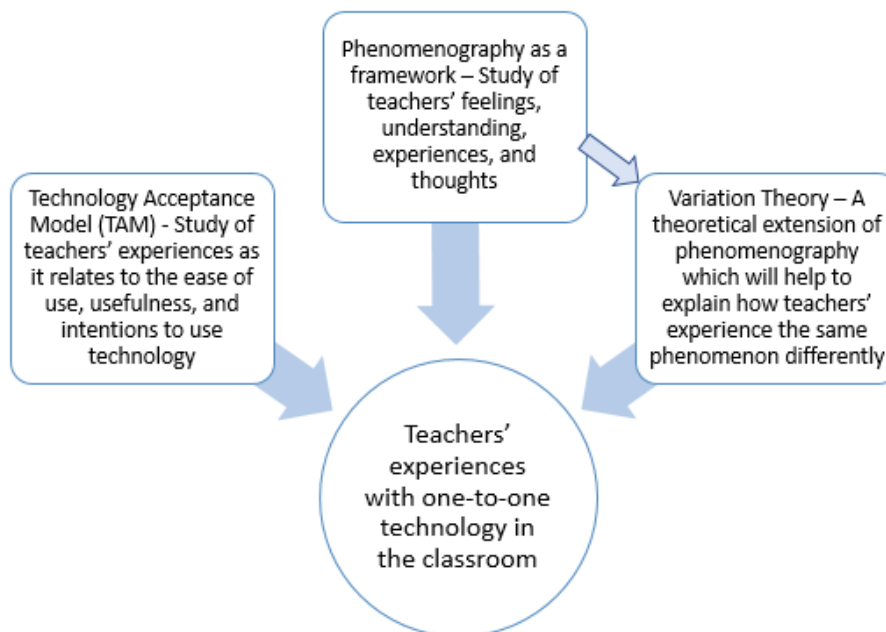 Phenomenography as a
framework – Study of
teachers’ feelings,
understanding,
experiences, and
thoughts
Technology Acceptance
Model (TAM) - Study of
teachers’ experiences as
it relates to the ease of
use, usefulness, and
intentions to use
technology
Variation Theory – A
theoretical extension of
phenomenography
which will help to
explain how teachers’
experience the same
phenomenon differently
Teachers’
experiences
with one-to-one
technology in
the classroom